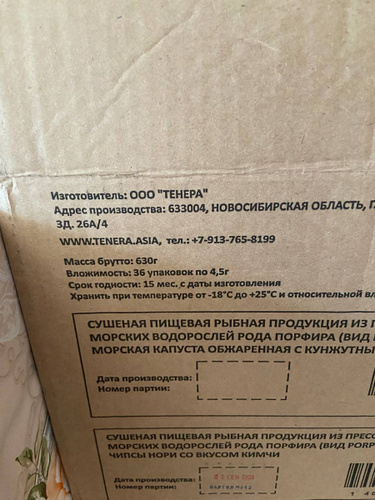 Изготовитель: ООО "ТЕНЕРА"
Адрес производства: 633004, НОВОСИБИРСКАЯ ОБЛАСТЬ, Г.
ЗД. 26А/4
WWW.TENERA.ASIA, тел.: +7-913-765-8199
Масса брутто: 630г
Вложимость: 36 упаковок по 4,5г
Срок годности: 15 мес. с даты изготовления
Хранить при температуре от -18°С до +25°С и относительной вл
СУШЕНАЯ ПИЩЕВАЯ РЫБНАЯ ПРОДУКЦИЯ ИЗ П
МОРСКИХ ВОДОРОСЛЕЙ РОДА ПОРФИРА (ВИД
МОРСКАЯ КАПУСТА ОБЖАРЕННАЯ С КУНЖУТНЫ
Дата производства:
Номер партии:
СУШЕНАЯ ПИЩЕВАЯ РЫБНАЯ ПРОДУКЦИЯ ИЗ ПРЕСС
МОРСКИХ ВОДОРОСЛЕЙ РОДА ПОРФИРА (ВИД PORP
ЧИПСЫ НОРИ СО ВКУСОМ КИМЧИ
Дата производства:
Номер партии: